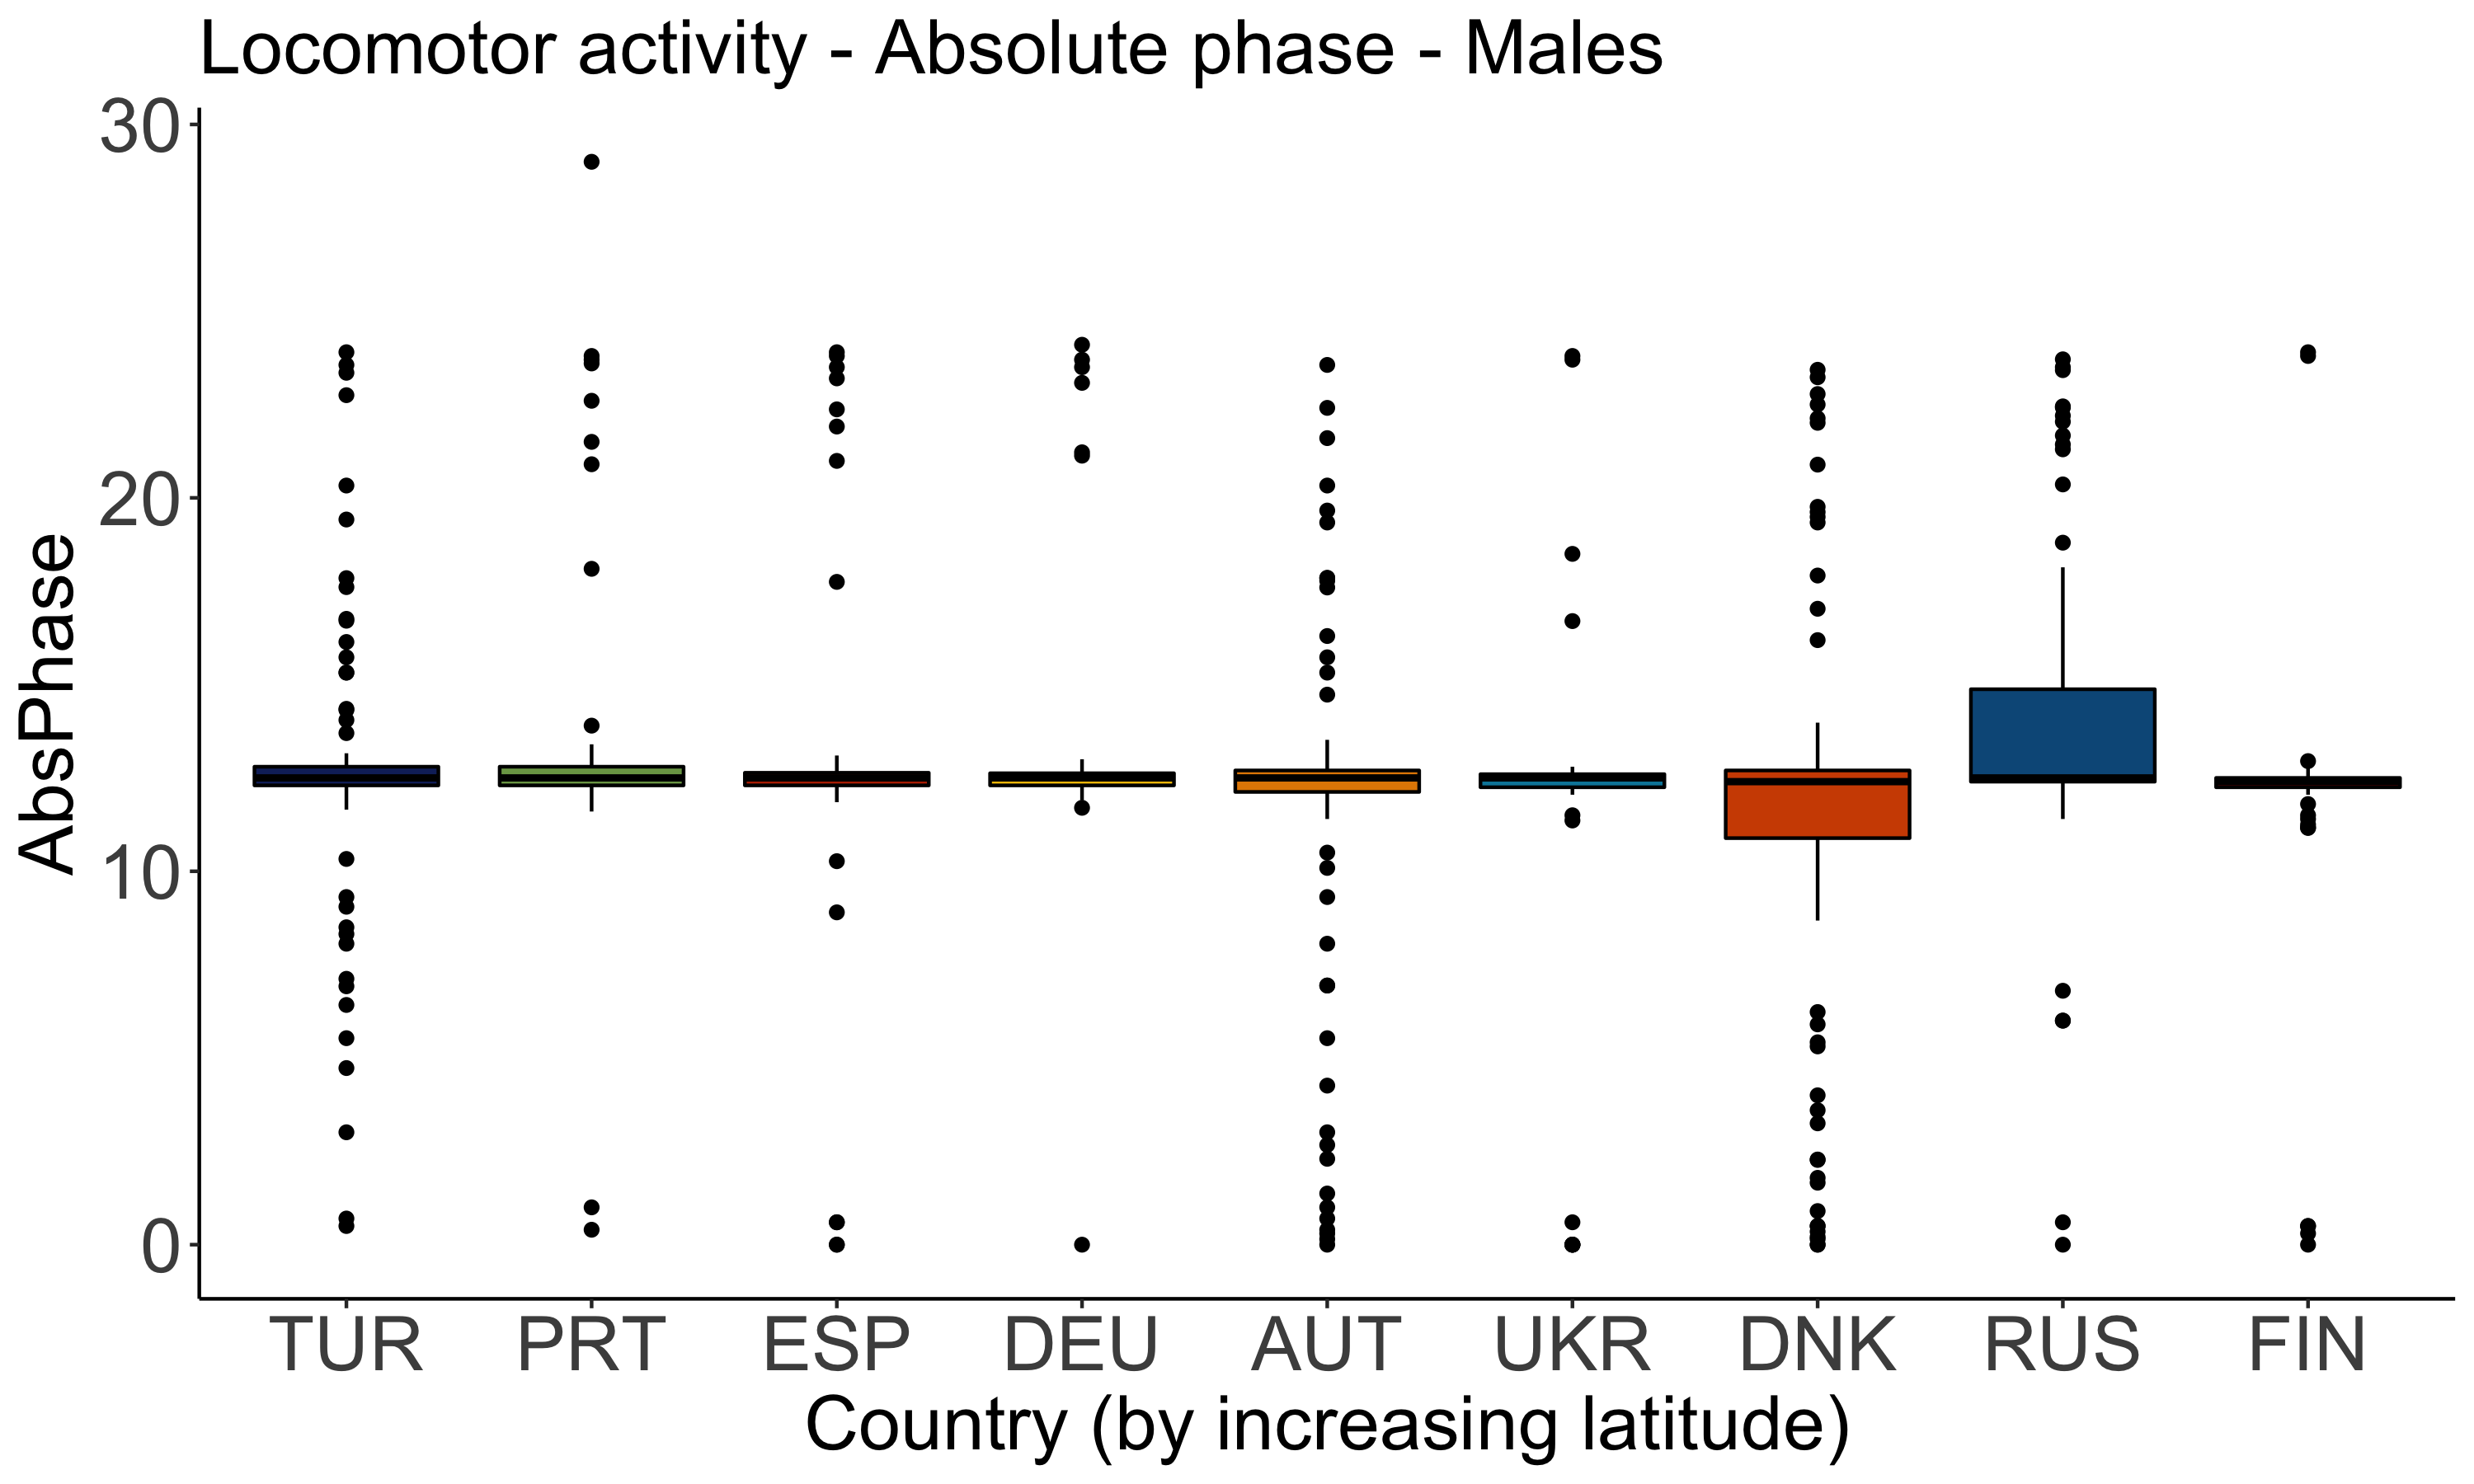 Locomotor activity - Absolute phase - Males
30
20
10
0
AbsPhase
TUR PRT ESP DEU AUT UKR DNK RUS FIN
Country (by increasing latitude)